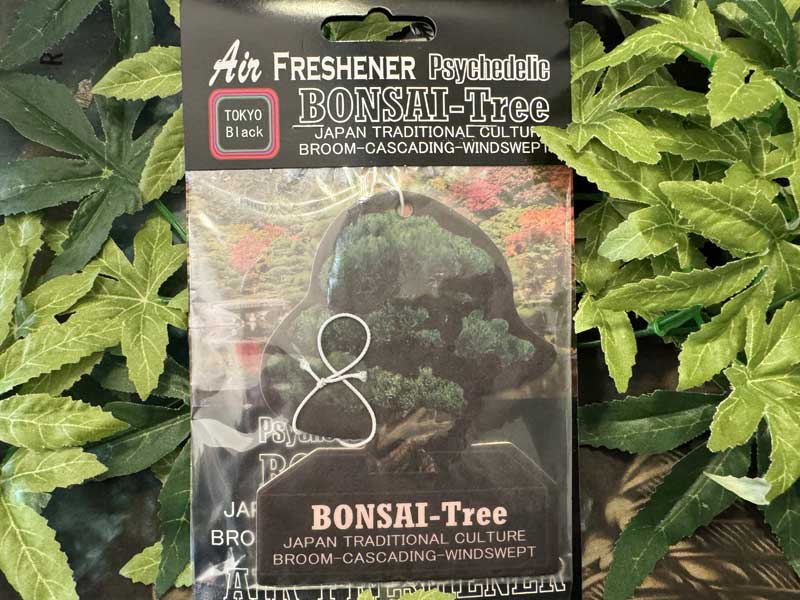 Air FRESHENER Psychedelic
TOKYO
Black
BONSAI-Tree
JAPAN TRADITIONAL CULTUR
BROOM-CASCADING-WINDSWEPT
BONSAI-Tree
JAPAN TRADITIONAL CULTURE
BROOM-CASCADING-WINDSWEPT